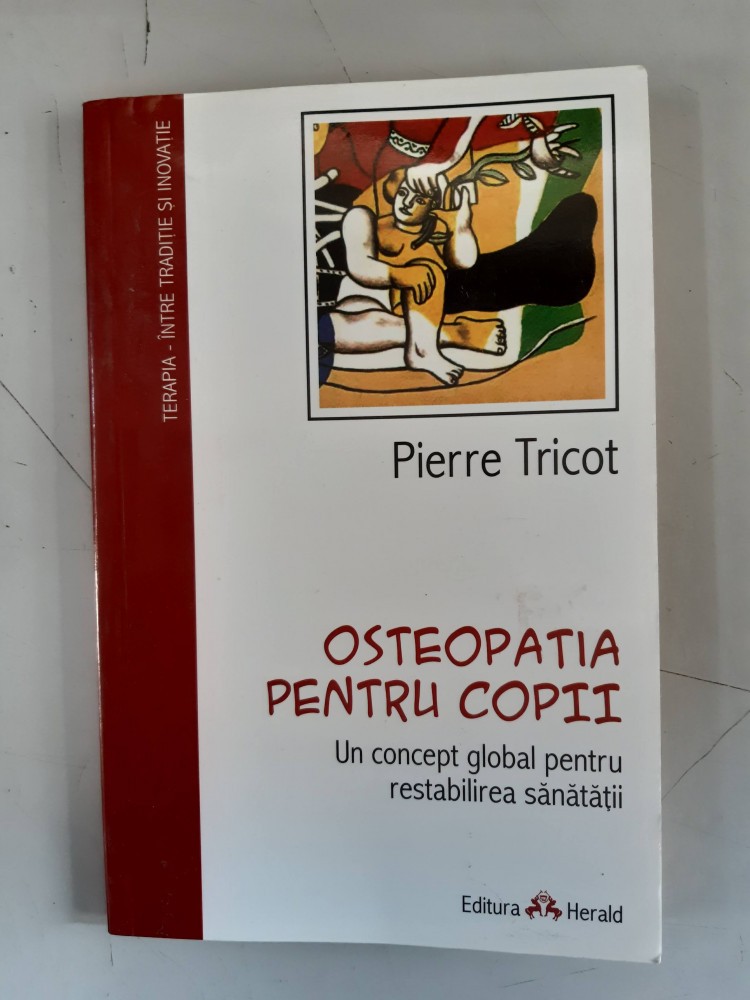 TERAPIA - ÎNTRE TRADIȚIE ȘI INOVAȚIE
Pierre Tricot
OSTEOPATIA
PENTRU COPII
Un concept global pentru
restabilirea sănătății
Editura Herald